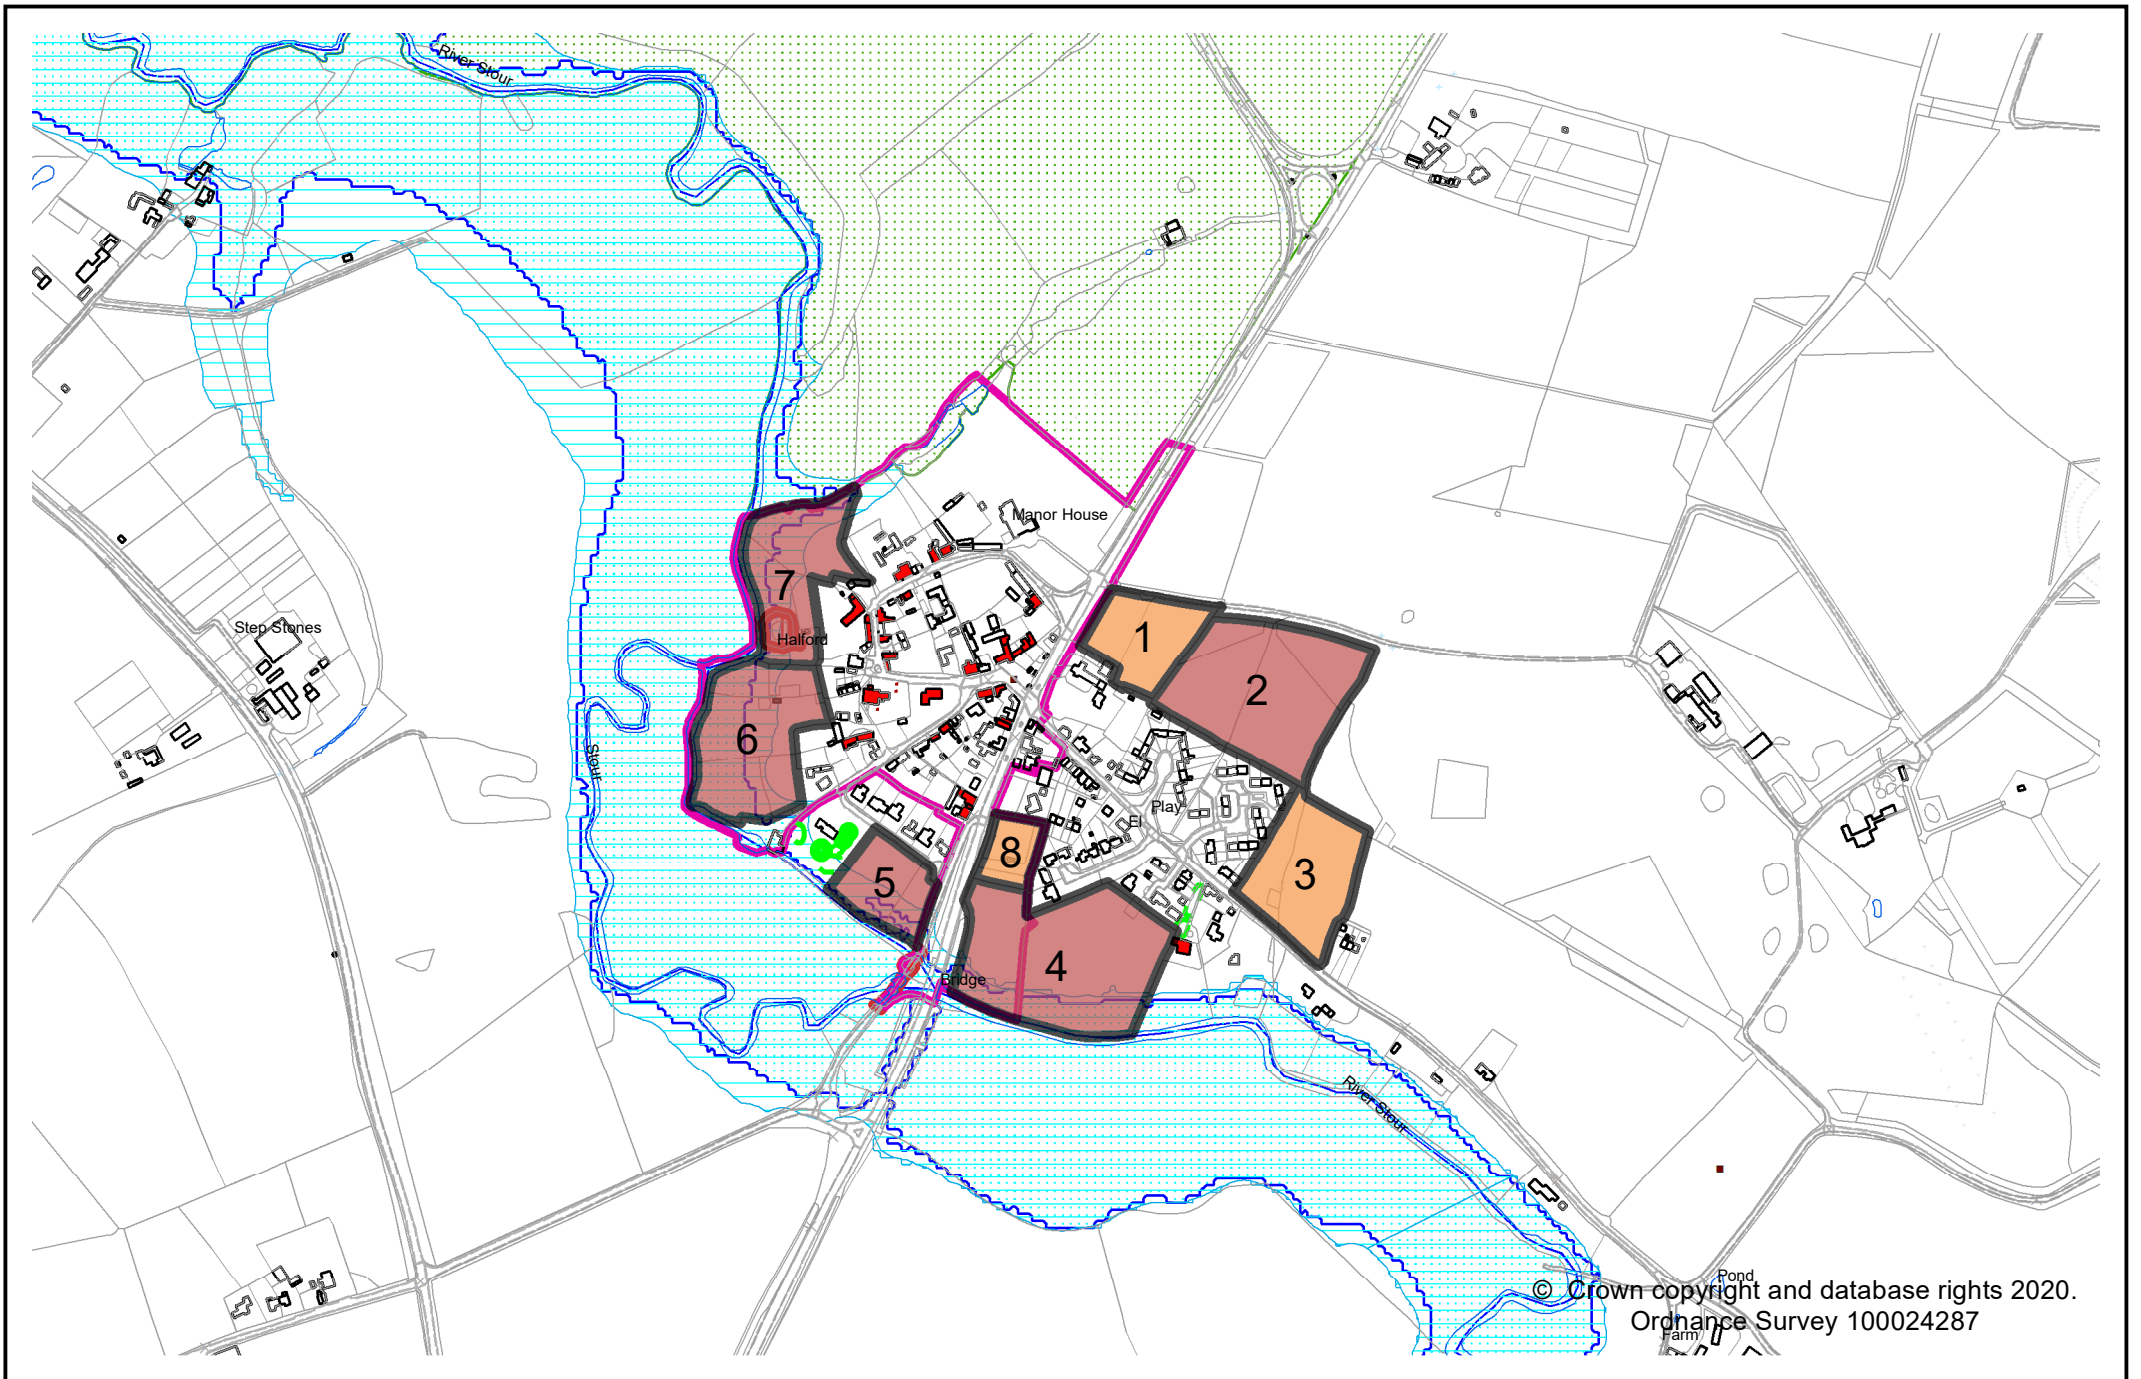 River Stour
Manor House
7
1
Step Stones
Halford
2
6
Stour
Play
El
8
3
5
4
Bridge
River Stour
Pond
© Crown copyright and database rights 2020.
Ordnance Survey 100024287
Farm